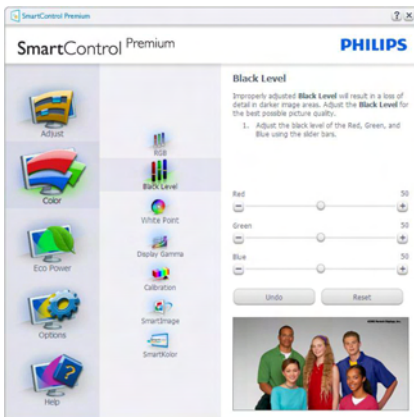 SmartControl Premium
SmartControl Premium
PHILIPS
Adjust
Color
Eco Power
Options
Help
RGB
Black Level
White Point
Display Gamma
Calibration
SmartImage
SmartKolor
Black Level
Improperly adjusted Black Level will result in a loss of
detail in darker image areas. Adjust the Black Level for
the best possible picture quality.
1. Adjust the black level of the Red, Green, and
Blue using the slider bars.
Red 50
Green 50
Blue 50
Undo Reset